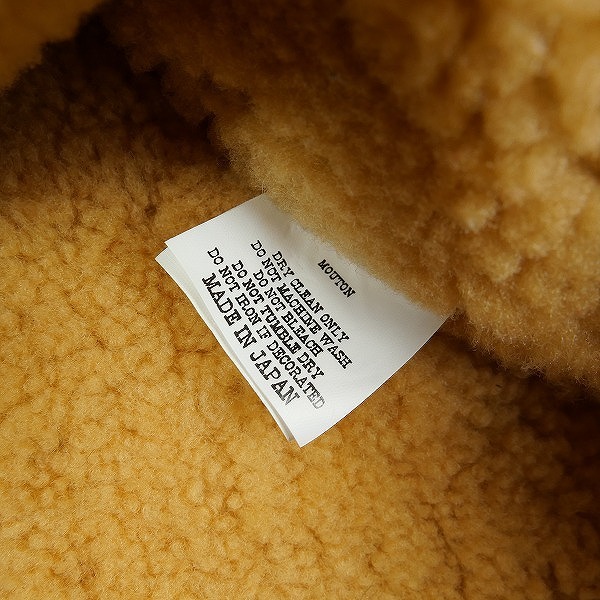 MOUTON
DRY CLEAN ONLY
DO NOT MACHINE WASH
DO NOT BLEACH
DO NOT TUMBLE DRY
DO NOT IRON IF DECORATED
MADE IN JAPAN